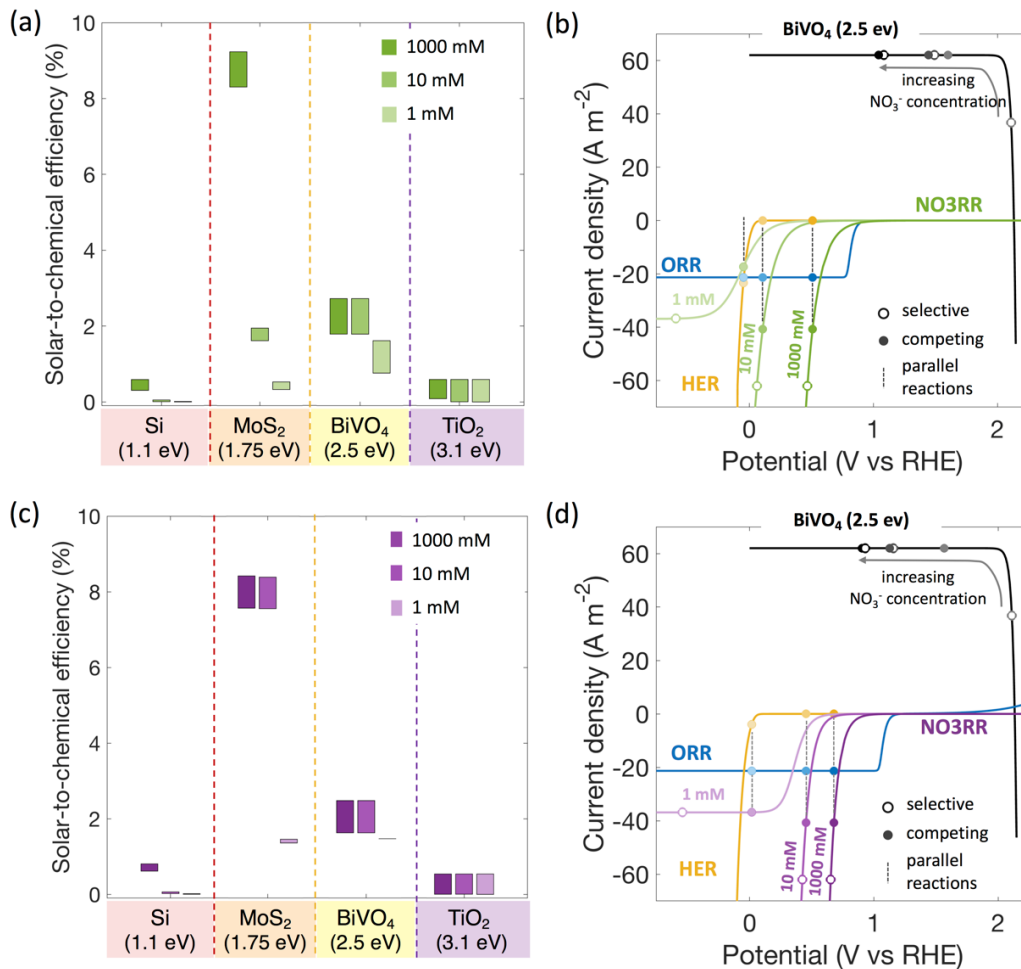 (a)
Solar-to-chemical efficiency (%)
10
8
6
4
2
0
1000 mM
10 mM
1 mM
Si
(1.1 eV)
MoS₂
(1.75 eV)
BiVO₄
(2.5 eV)
TiO₂
(3.1 eV)
(b)
BiVO₄ (2.5 ev)
Current density (A m⁻²)
60
40
20
0
-20
-40
-60
increasing
NO₃⁻ concentration
NO3RR
ORR
1 mM
10 mM
1000 mM
HER
selective
competing
parallel
reactions
0
1
2
Potential (V vs RHE)
(c)
Solar-to-chemical efficiency (%)
10
8
6
4
2
0
1000 mM
10 mM
1 mM
Si
(1.1 eV)
MoS₂
(1.75 eV)
BiVO₄
(2.5 eV)
TiO₂
(3.1 eV)
(d)
BiVO₄ (2.5 ev)
Current density (A m⁻²)
60
40
20
0
-20
-40
-60
increasing
NO₃⁻ concentration
NO3RR
ORR
1 mM
10 mM
1000 mM
HER
selective
competing
parallel
reactions
0
1
2
Potential (V vs RHE)